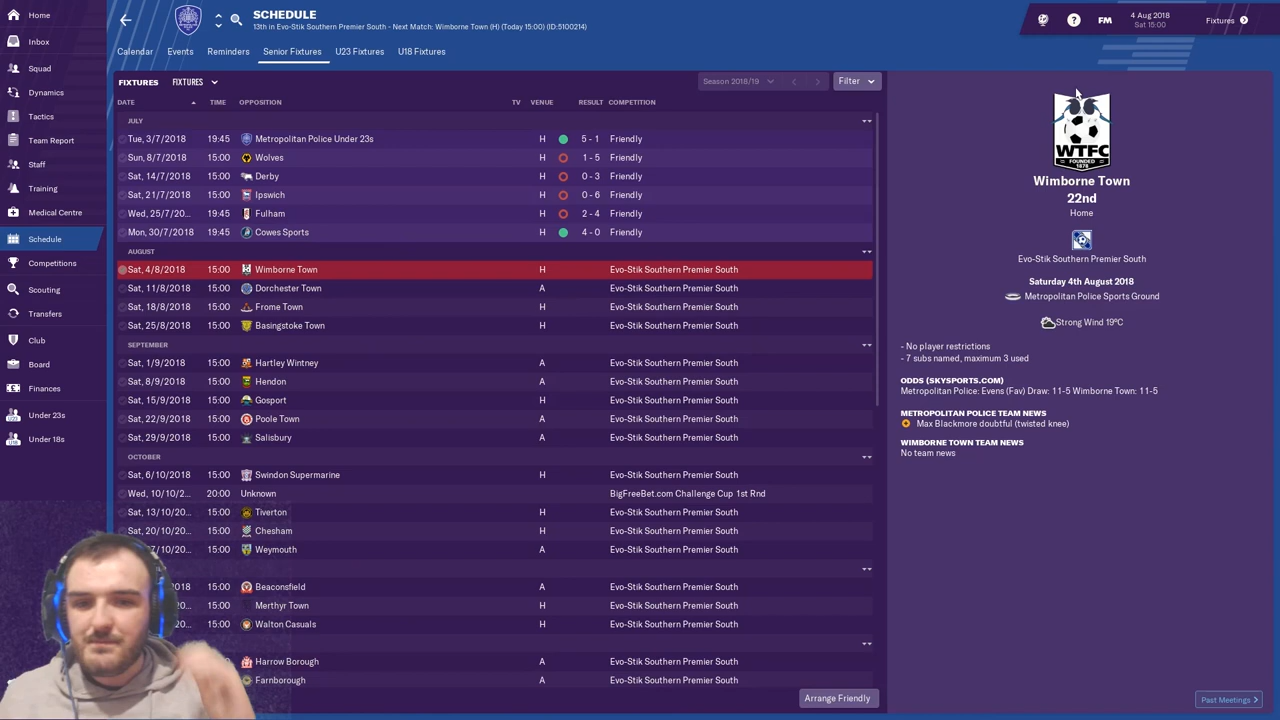 SCHEDULE
13th in Evo-Stik Southern Premier South - Next Match: Wimborne Town (H) (Today 15:00) (ID:5100214)
FM
4 Aug 2018
Sat 15:00
Fixtures
Home
Inbox
Squad
Dynamics
Tactics
Team Report
Staff
Training
Medical Centre
Schedule
Competitions
Scouting
Transfers
Club
Board
Finances
Under 23s
Under 18s
Calendar Events Reminders Senior Fixtures U23 Fixtures U18 Fixtures
FIXTURES FIXTURES Season 2018/19 Filter
DATE TIME OPPOSITION TV VENUE RESULT COMPETITION
JULY
Tue, 3/7/2018 19:45 Metropolitan Police Under 23s H 5 - 1 Friendly
Sun, 8/7/2018 15:00 Wolves H 1 - 5 Friendly
Sat, 14/7/2018 15:00 Derby H 0 - 3 Friendly
Sat, 21/7/2018 15:00 Ipswich H 0 - 6 Friendly
Wed, 25/7/20... 19:45 Fulham H 2 - 4 Friendly
Mon, 30/7/2018 19:45 Cowes Sports H 4 - 0 Friendly
AUGUST
Sat, 4/8/2018 15:00 Wimborne Town H Evo-Stik Southern Premier South
Sat, 11/8/2018 15:00 Dorchester Town A Evo-Stik Southern Premier South
Sat, 18/8/2018 15:00 Frome Town H Evo-Stik Southern Premier South
Sat, 25/8/2018 15:00 Basingstoke Town H Evo-Stik Southern Premier South
SEPTEMBER
Sat, 1/9/2018 15:00 Hartley Wintney A Evo-Stik Southern Premier South
Sat, 8/9/2018 15:00 Hendon A Evo-Stik Southern Premier South
Sat, 15/9/2018 15:00 Gosport H Evo-Stik Southern Premier South
Sat, 22/9/2018 15:00 Poole Town A Evo-Stik Southern Premier South
Sat, 29/9/2018 15:00 Salisbury A Evo-Stik Southern Premier South
OCTOBER
Sat, 6/10/2018 15:00 Swindon Supermarine H Evo-Stik Southern Premier South
Wed, 10/10/2... 20:00 Unknown BigFreeBet.com Challenge Cup 1st Rnd
Sat, 13/10/20... 15:00 Tiverton H Evo-Stik Southern Premier South
Sat, 20/10/20... 15:00 Chesham H Evo-Stik Southern Premier South
7/10/20... 15:00 Weymouth A Evo-Stik Southern Premier South
2018 15:00 Beaconsfield A Evo-Stik Southern Premier South
15:00 Merthyr Town H Evo-Stik Southern Premier South
15:00 Walton Casuals H Evo-Stik Southern Premier South
15:00 Harrow Borough A Evo-Stik Southern Premier South
15:00 Farnborough A Evo-Stik Southern Premier South
Arrange Friendly
WTFC
FOUNDED
1878
Wimborne Town
22nd
Home
Evo-Stik Southern Premier South
Saturday 4th August 2018
Metropolitan Police Sports Ground
Strong Wind 19°C
- No player restrictions
- 7 subs named, maximum 3 used
ODDS (SKYSPORTS.COM)
Metropolitan Police: Evens (Fav) Draw: 11-5 Wimborne Town: 11-5
METROPOLITAN POLICE TEAM NEWS
Max Blackmore doubtful (twisted knee)
WIMBORNE TOWN TEAM NEWS
No team news
Past Meetings